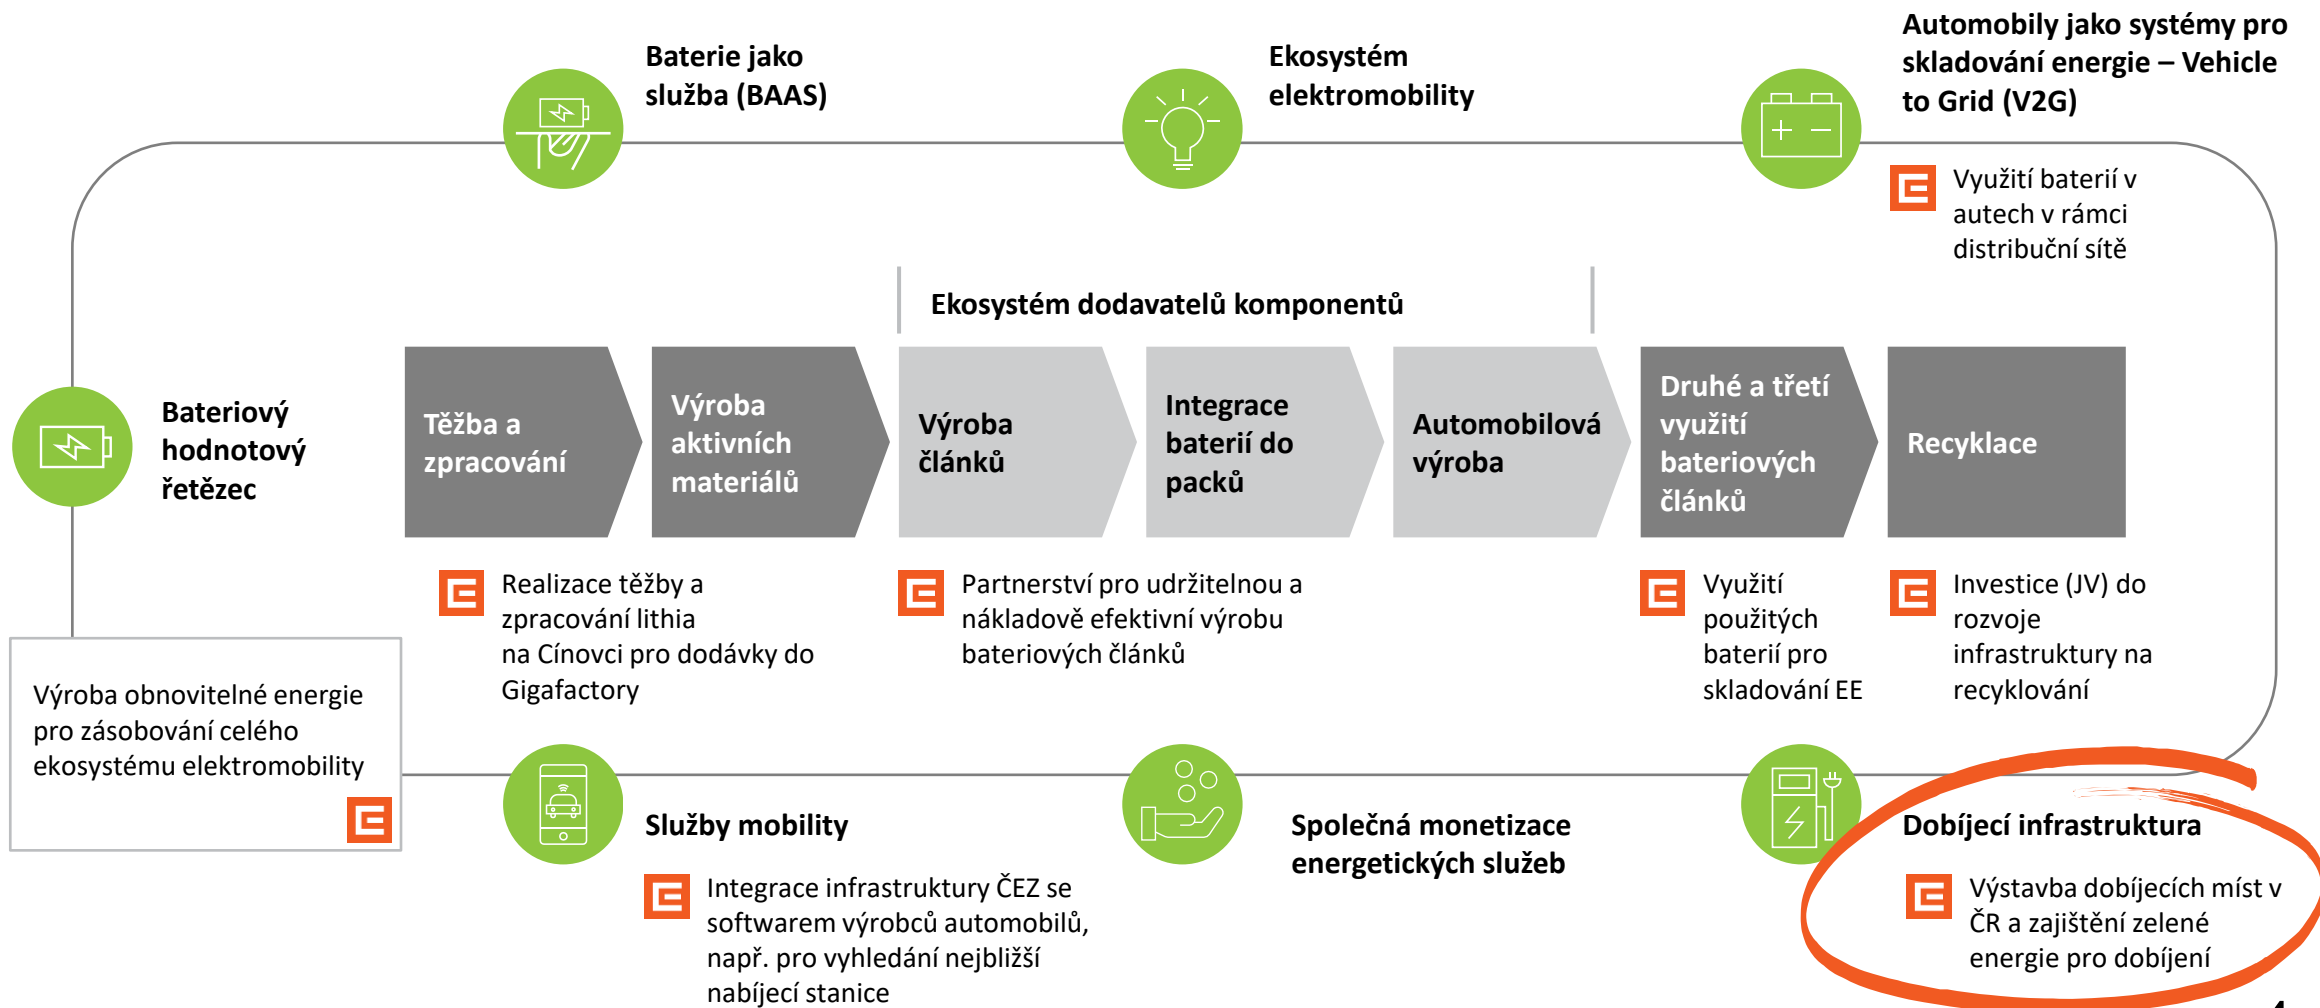 Baterie jako
služba (BAAS)
Ekosystém
elektromobility
Automobily jako systémy pro
skladování energie – Vehicle
to Grid (V2G)
Využití baterií v
autech v rámci
distribuční sítě
Ekosystém dodavatelů komponentů
Bateriový
hodnotový
řetězec
Těžba a
zpracování
Výroba
aktivních
materiálů
Výroba
článků
Integrace
baterií do
packů
Automobilová
výroba
Druhé a třetí
využití
bateriových
článků
Recyklace
Realizace těžby a
zpracování lithia
na Cínovci pro dodávky do
Gigafactory
Partnerství pro udržitelnou a
nákladově efektivní výrobu
bateriových článků
Využití
použitých
baterií pro
skladování EE
Investice (JV) do
rozvoje
infrastruktury na
recyklování
Výroba obnovitelné energie
pro zásobování celého
ekosystému elektromobility
Služby mobility
Integrace infrastruktury ČEZ se
softwarem výrobců automobilů,
např. pro vyhledání nejbližší
nabíjecí stanice
Společná monetizace
energetických služeb
Dobíjecí infrastruktura
Výstavba dobíjecích míst v
ČR a zajištění zelené
energie pro dobíjení